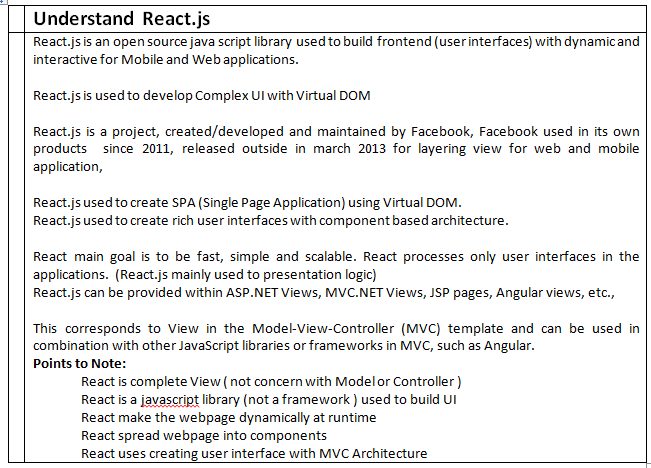 Understand React.js
React.js is an open source java script library used to build frontend (user interfaces) with dynamic and
interactive for Mobile and Web applications.
React.js is used to develop Complex UI with Virtual DOM
React.js is a project, created/developed and maintained by Facebook, Facebook used in its own
products since 2011, released outside in march 2013 for layering view for web and mobile
application,
React.js used to create SPA (Single Page Application) using Virtual DOM.
React.js used to create rich user interfaces with component based architecture.
React main goal is to be fast, simple and scalable. React processes only user interfaces in the
applications. (React.js mainly used to presentation logic)
React.js can be provided within ASP.NET Views, MVC.NET Views, JSP pages, Angular views, etc.,
This corresponds to View in the Model-View-Controller (MVC) template and can be used in
combination with other JavaScript libraries or frameworks in MVC, such as Angular.
Points to Note:
React is complete View ( not concern with Model or Controller )
React is a javascript library (not a framework ) used to build UI
React make the webpage dynamically at runtime
React spread webpage into components
React uses creating user interface with MVC Architecture